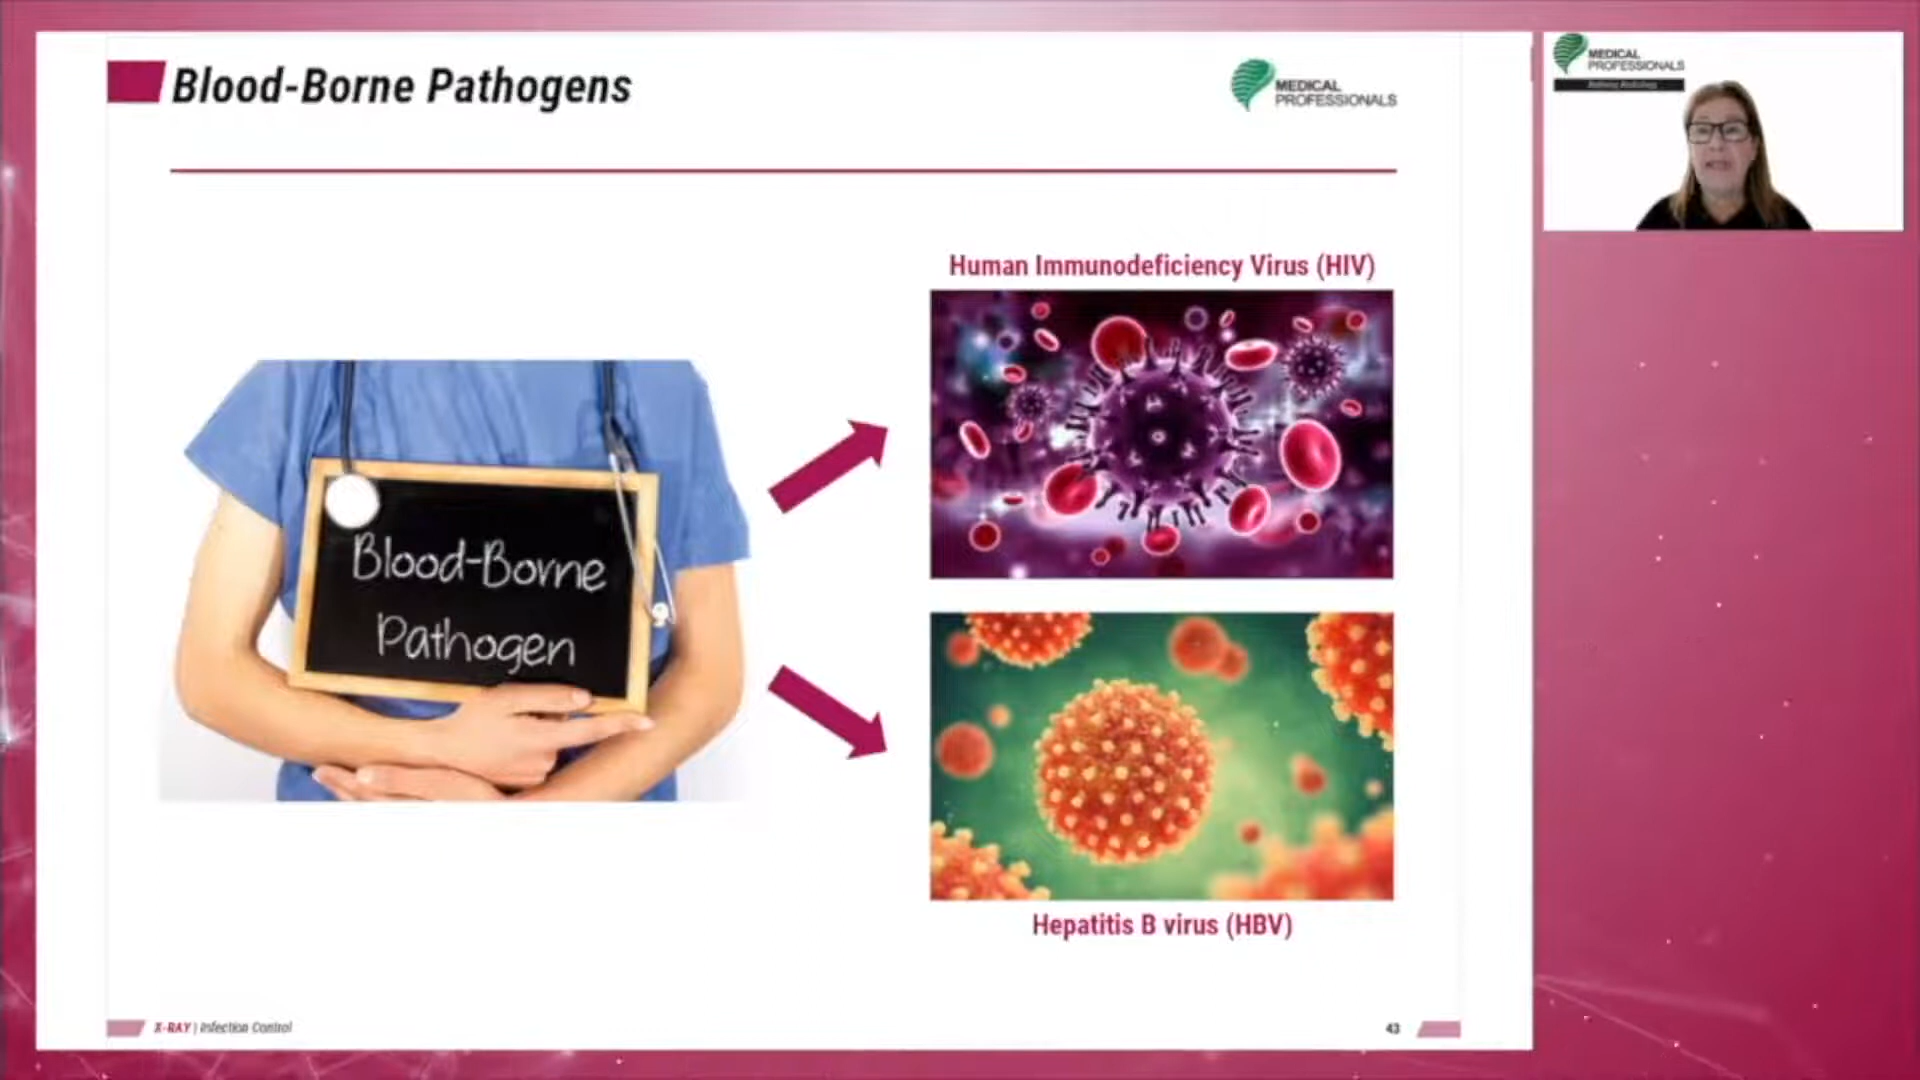 Blood-Borne Pathogens
MEDICAL
PROFESSIONALS
MEDICAL
PROFESSIONALS
Human Immunodeficiency Virus (HIV)
Blood-Borne
Pathogen
Hepatitis B virus (HBV)
X-RAY | Infection Control
43